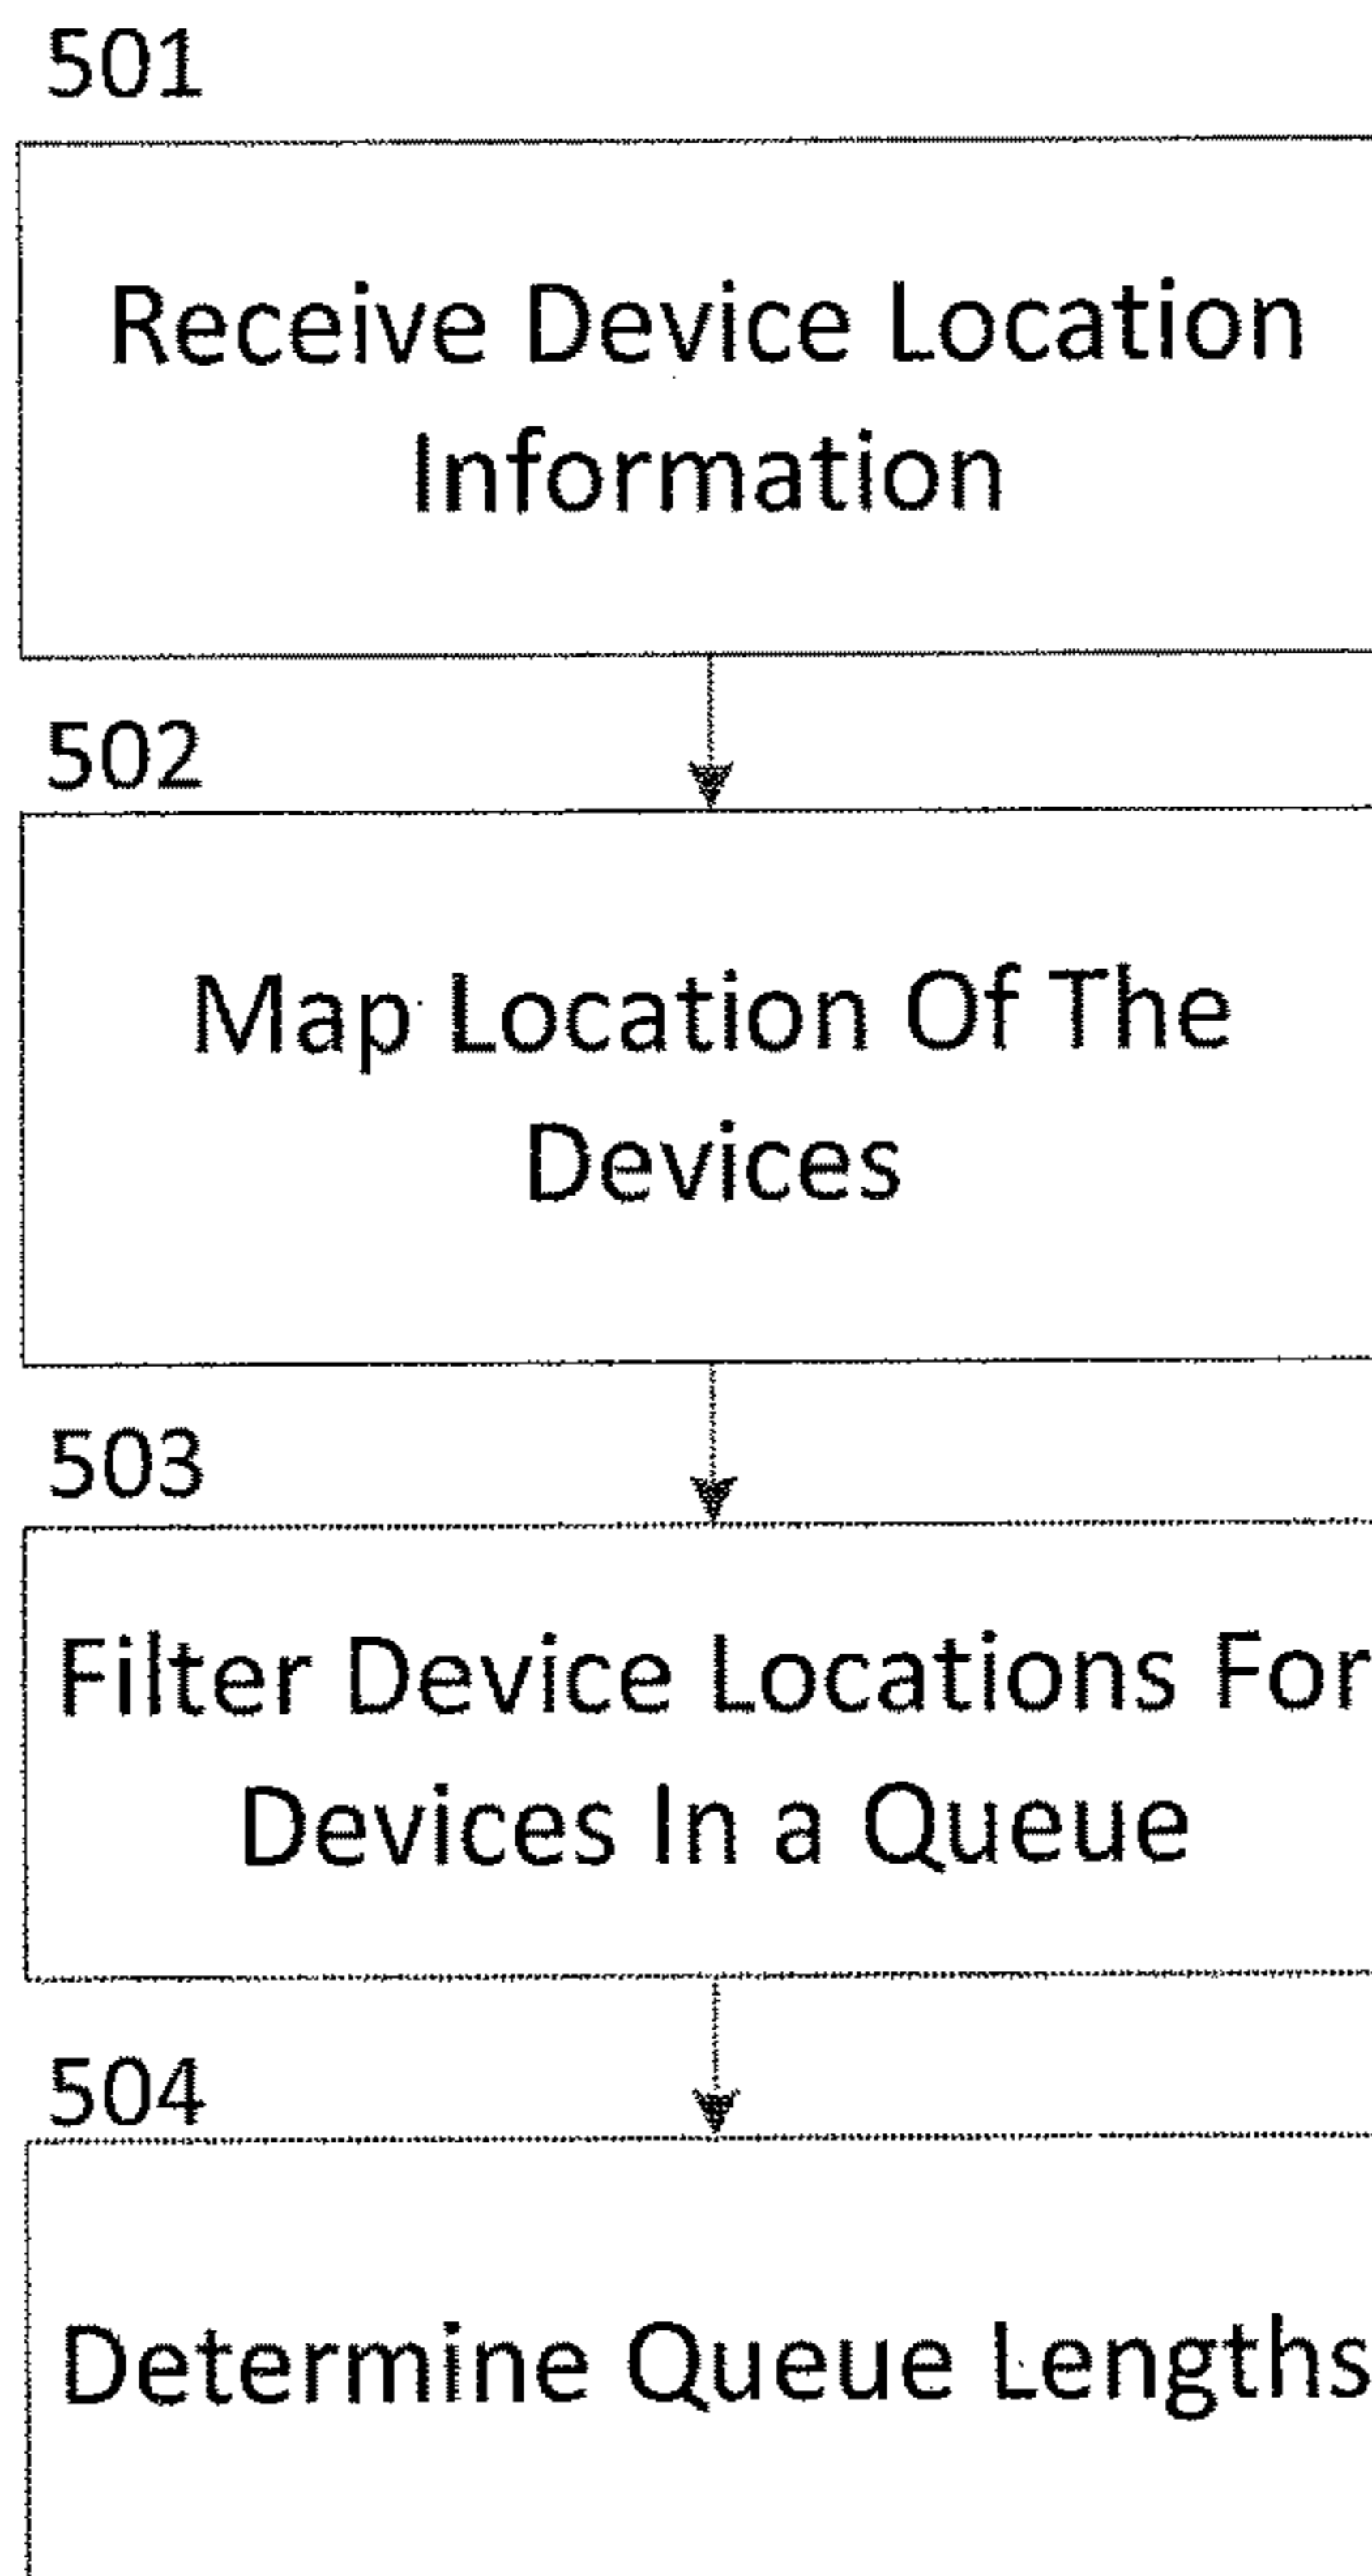 501
Receive Device Location
Information
502
Map Location Of The
Devices
503
Filter Device Locations For
Devices In a Queue
504
Determine Queue Lengths